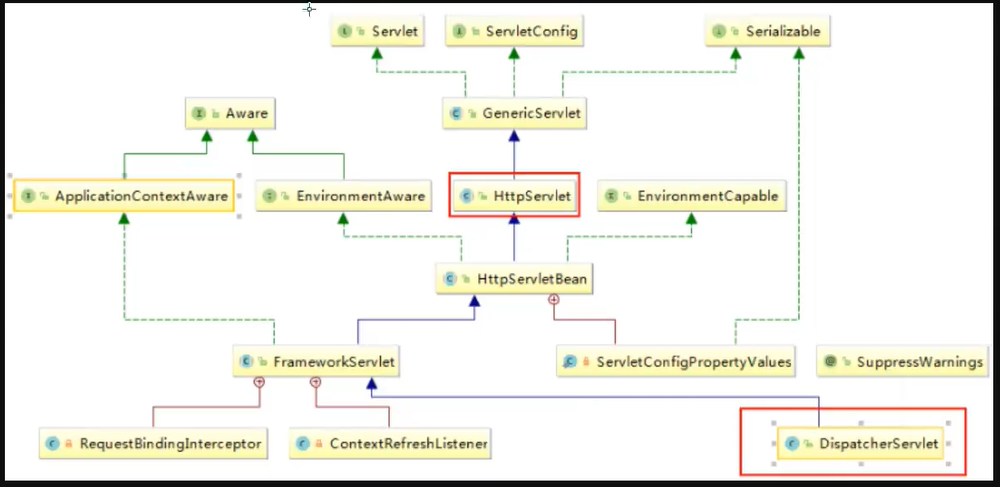 Servlet
ServletConfig
Serializable
Aware
GenericServlet
ApplicationContextAware
EnvironmentAware
HttpServlet
EnvironmentCapable
HttpServletBean
FrameworkServlet
ServletConfigPropertyValues
SuppressWarnings
RequestBindingInterceptor
ContextRefreshListener
DispatcherServlet